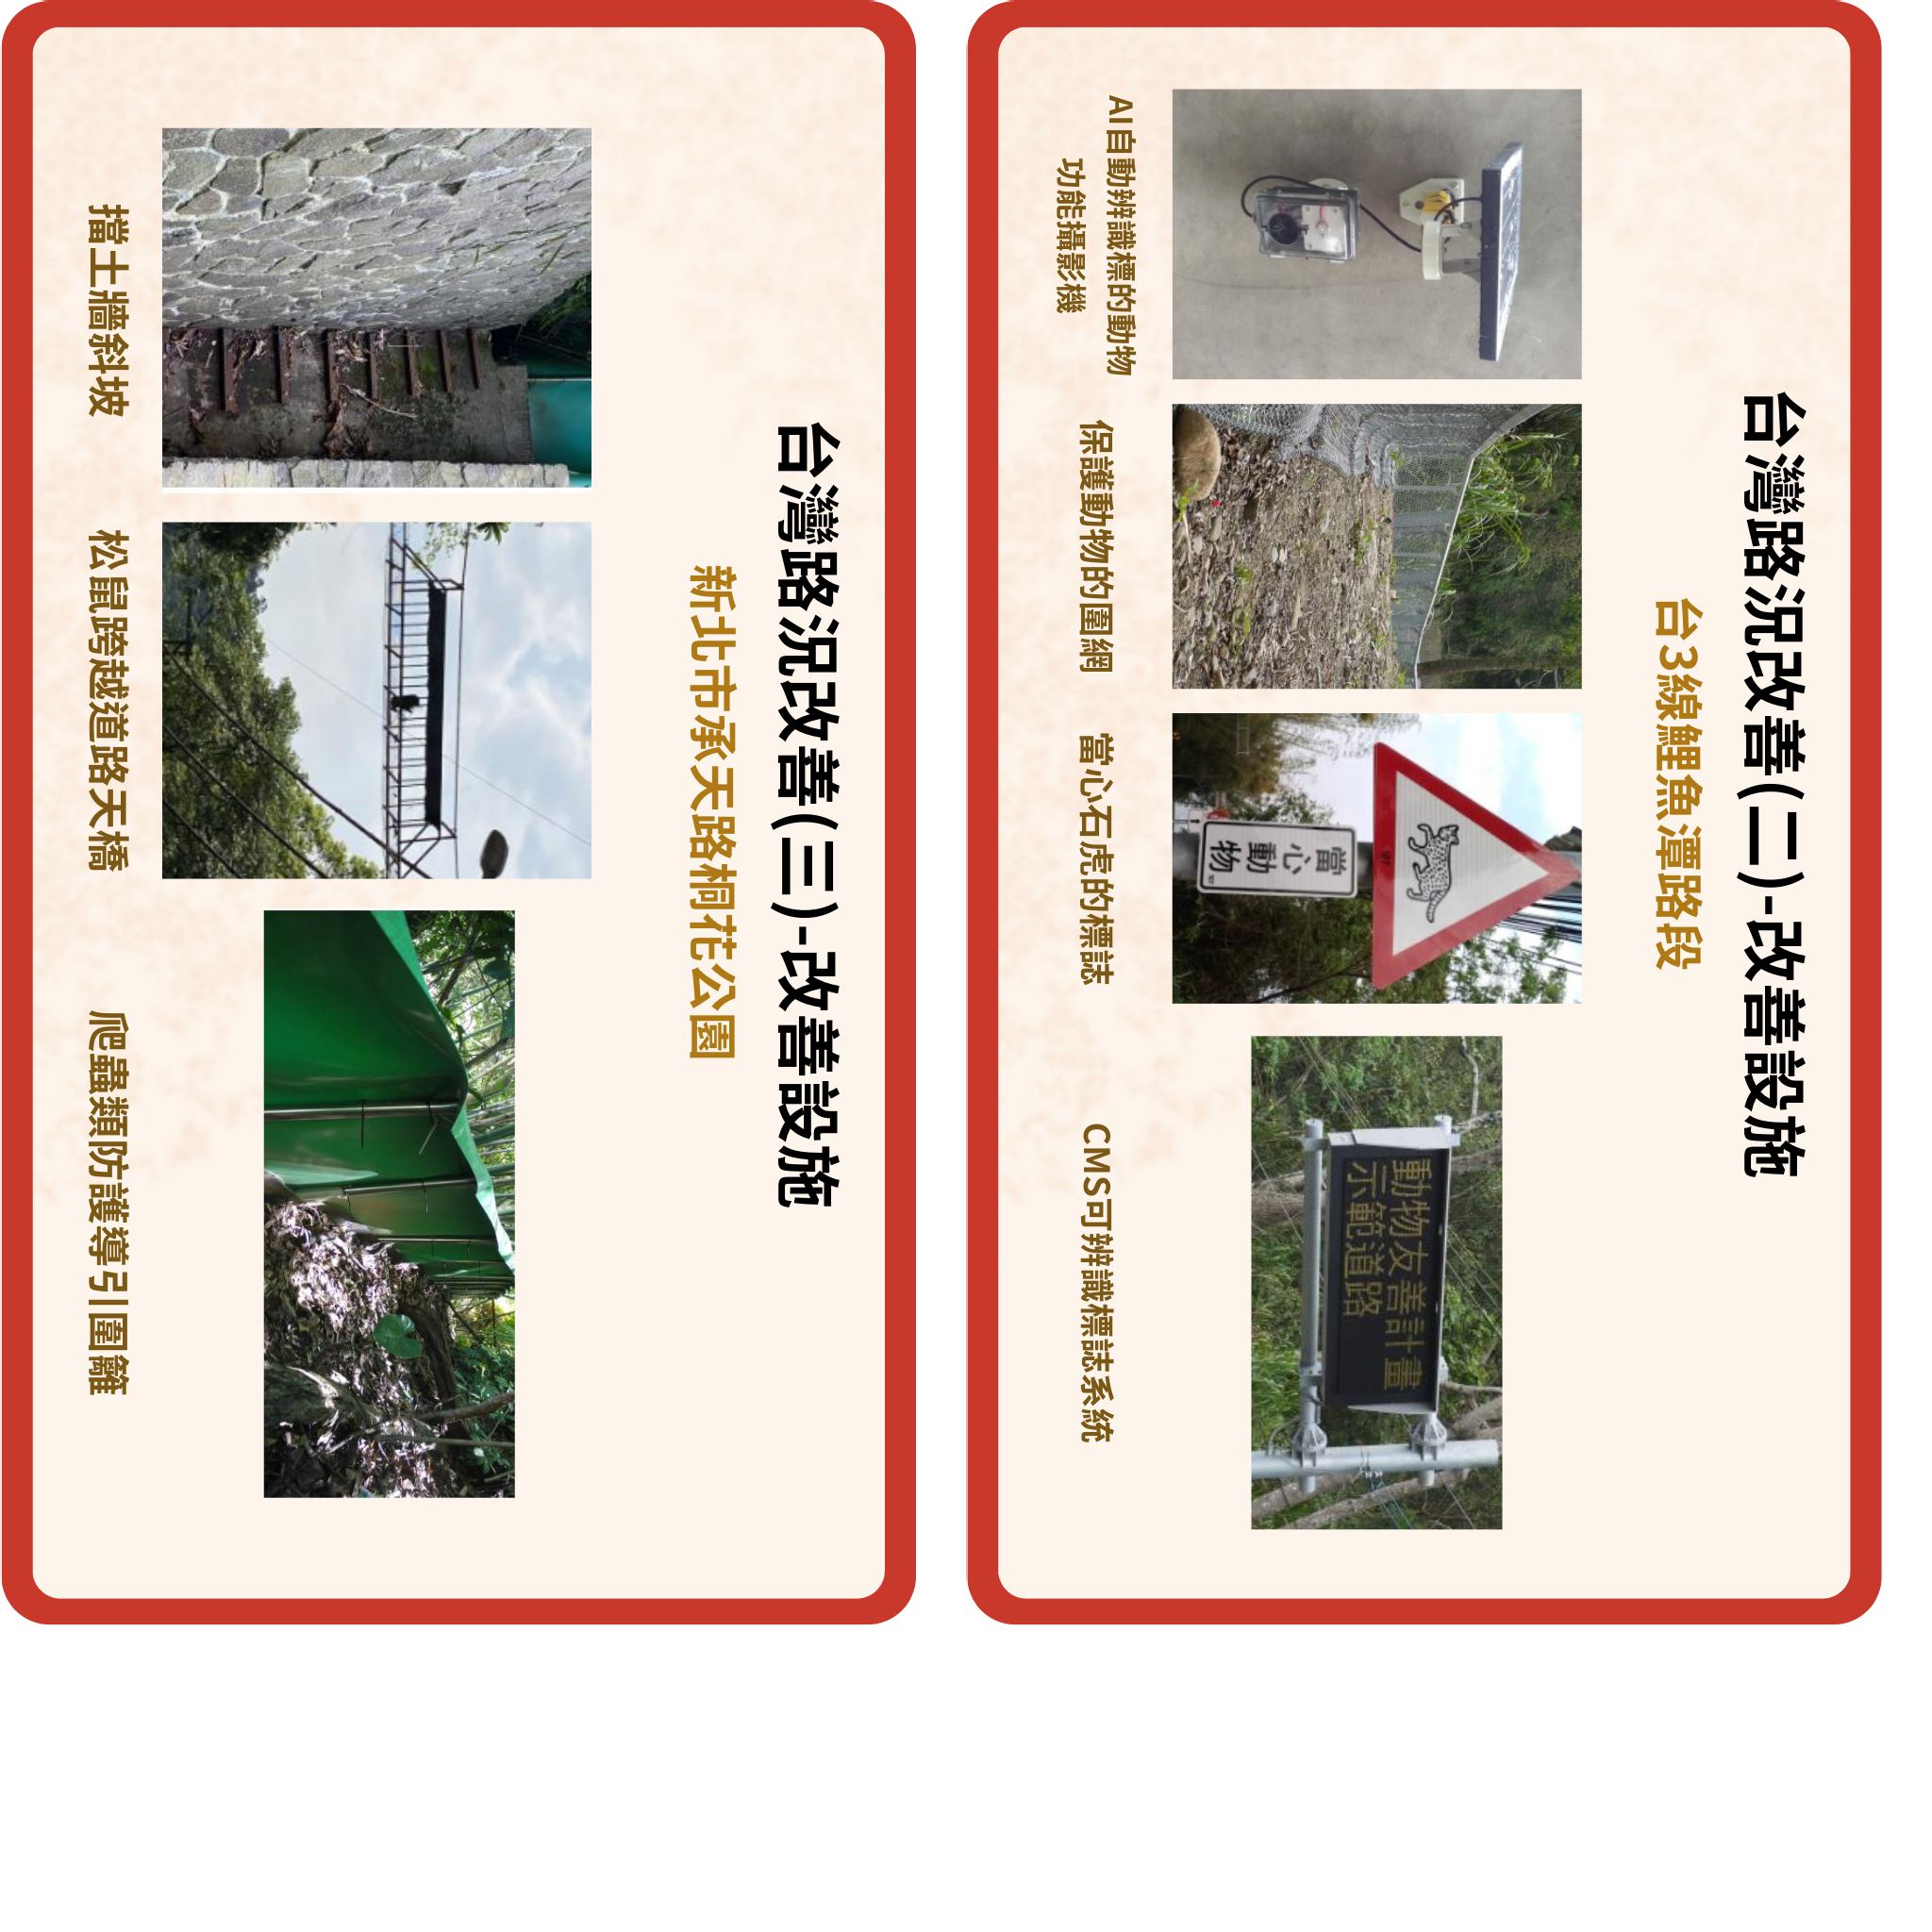 台灣路況改善(二)-改善設施
台3線鯉魚潭路段
AI自動辨識標的動物
功能攝影機
保護動物的圍網
當心石虎的標誌
當心
動物
CMS可辨識標誌系統
動物友善計畫
示範道路
台灣路況改善(三)-改善設施
新北市承天路桐花公園
擋土牆斜坡
松鼠跨越道路天橋
爬蟲類防護導引圍籬